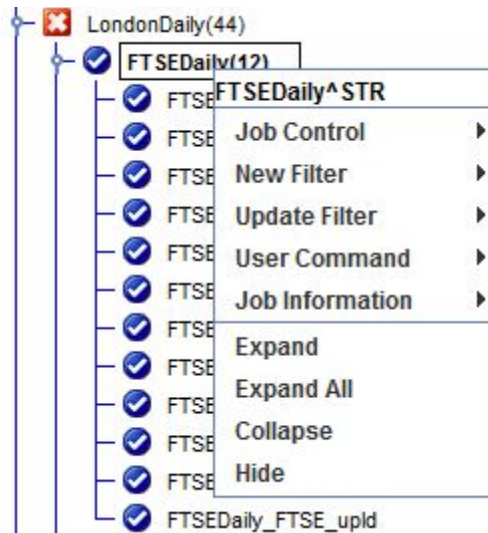 LondonDaily(44)
FTSEDaily(12)
FTSEDaily^STR
FTSE
Job Control
FTSE
New Filter
FTSE
Update Filter
FTSE
User Command
FTSE
Job Information
FTSE
FTSE
Expand
FTSE
Expand All
FTSE
Collapse
FTSE
Hide
FTSE
FTSEDaily_FTSE_upld